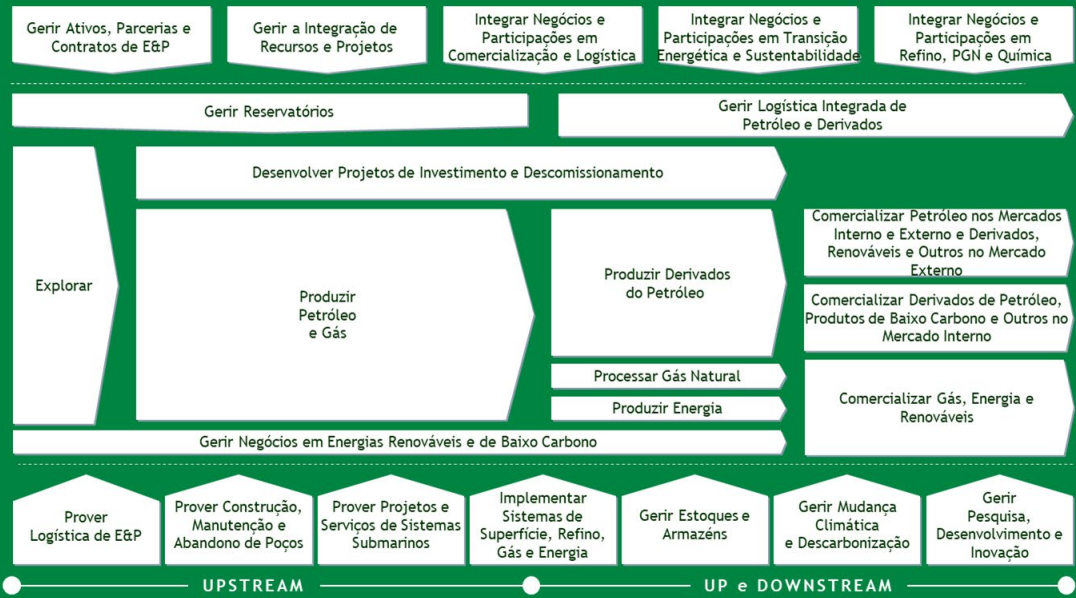 Gerir Ativos, Parcerias e
Contratos de E&P
Gerir a Integração de
Recursos e Projetos
Integrar Negócios e
Participações em
Comercialização e Logística
Integrar Negócios e
Participações em Transição
Energética e Sustentabilidade
Integrar Negócios e
Participações em
Refino, PGN e Química
Gerir Reservatórios
Gerir Logística Integrada de
Petróleo e Derivados
Desenvolver Projetos de Investimento e Descomissionamento
Explorar
Produzir
Petróleo
e Gás
Produzir Derivados
do Petróleo
Processar Gás Natural
Produzir Energia
Comercializar Petróleo nos Mercados
Interno e Externo e Derivados,
Renováveis e Outros no Mercado
Externo
Comercializar Derivados de Petróleo,
Produtos de Baixo Carbono e Outros no
Mercado Interno
Comercializar Gás, Energia e
Renováveis
Gerir Negócios em Energias Renováveis e de Baixo Carbono
Prover
Logística de E&P
Prover Construção,
Manutenção e
Abandono de Poços
Prover Projetos e
Serviços de Sistemas
Submarinos
Implementar
Sistemas de
Superfície, Refino,
Gás e Energia
Gerir Estoques e
Armazéns
Gerir Mudança
Climática
e Descarbonização
Gerir
Pesquisa,
Desenvolvimento e
Inovação
UPSTREAM
UP e DOWNSTREAM